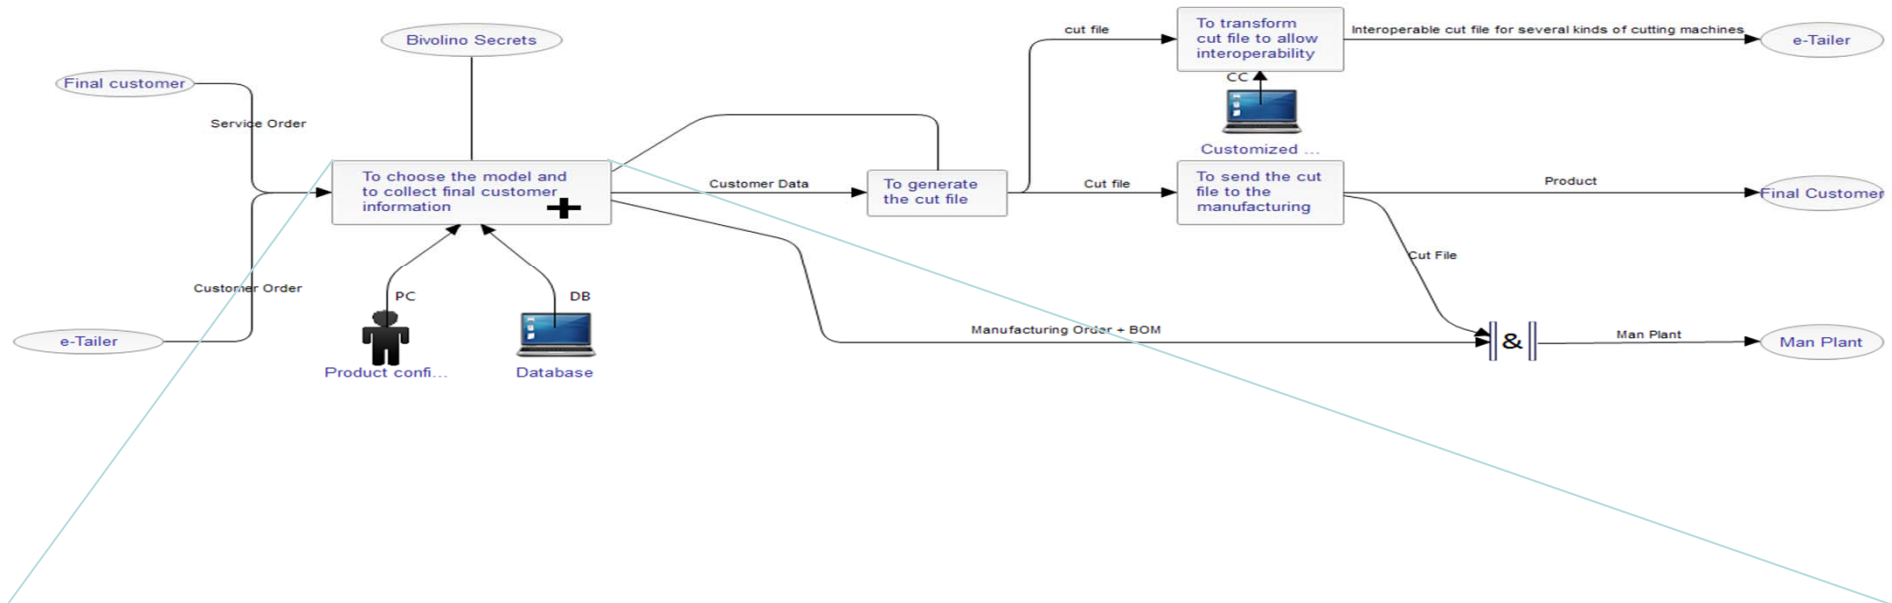 Bivolino Secrets
Final customer
Service Order
To choose the model and
to collect final customer
information
Customer Order
e-Tailer
PC
DB
Product confi...
Database
Customer Data
To generate
the cut file
Manufacturing Order + BOM
cut file
To transform
cut file to allow
interoperability
Interoperable cut file for several kinds of cutting machines
e-Tailer
CC
Customized ...
Cut file
To send the cut
file to the
manufacturing
Product
Final Customer
Cut File
&
Man Plant
Man Plant